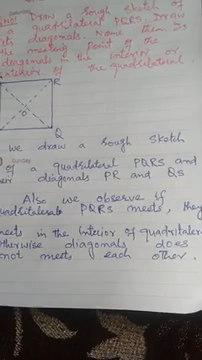 Draw a rough sketch of
a quadrilateral PQRS. Draw
its diagonals. Name them. Is
the meeting point of the
diagonals in the interior or
exterior of the quadrilateral
R
O
Q
we draw a rough sketch
Sunday
of a quadrilateral PQRS and
diagonals PR and QS
Also we observe if
PQRS meets, they
meets in the interior of
otherwise diagonals does
not meets each other.